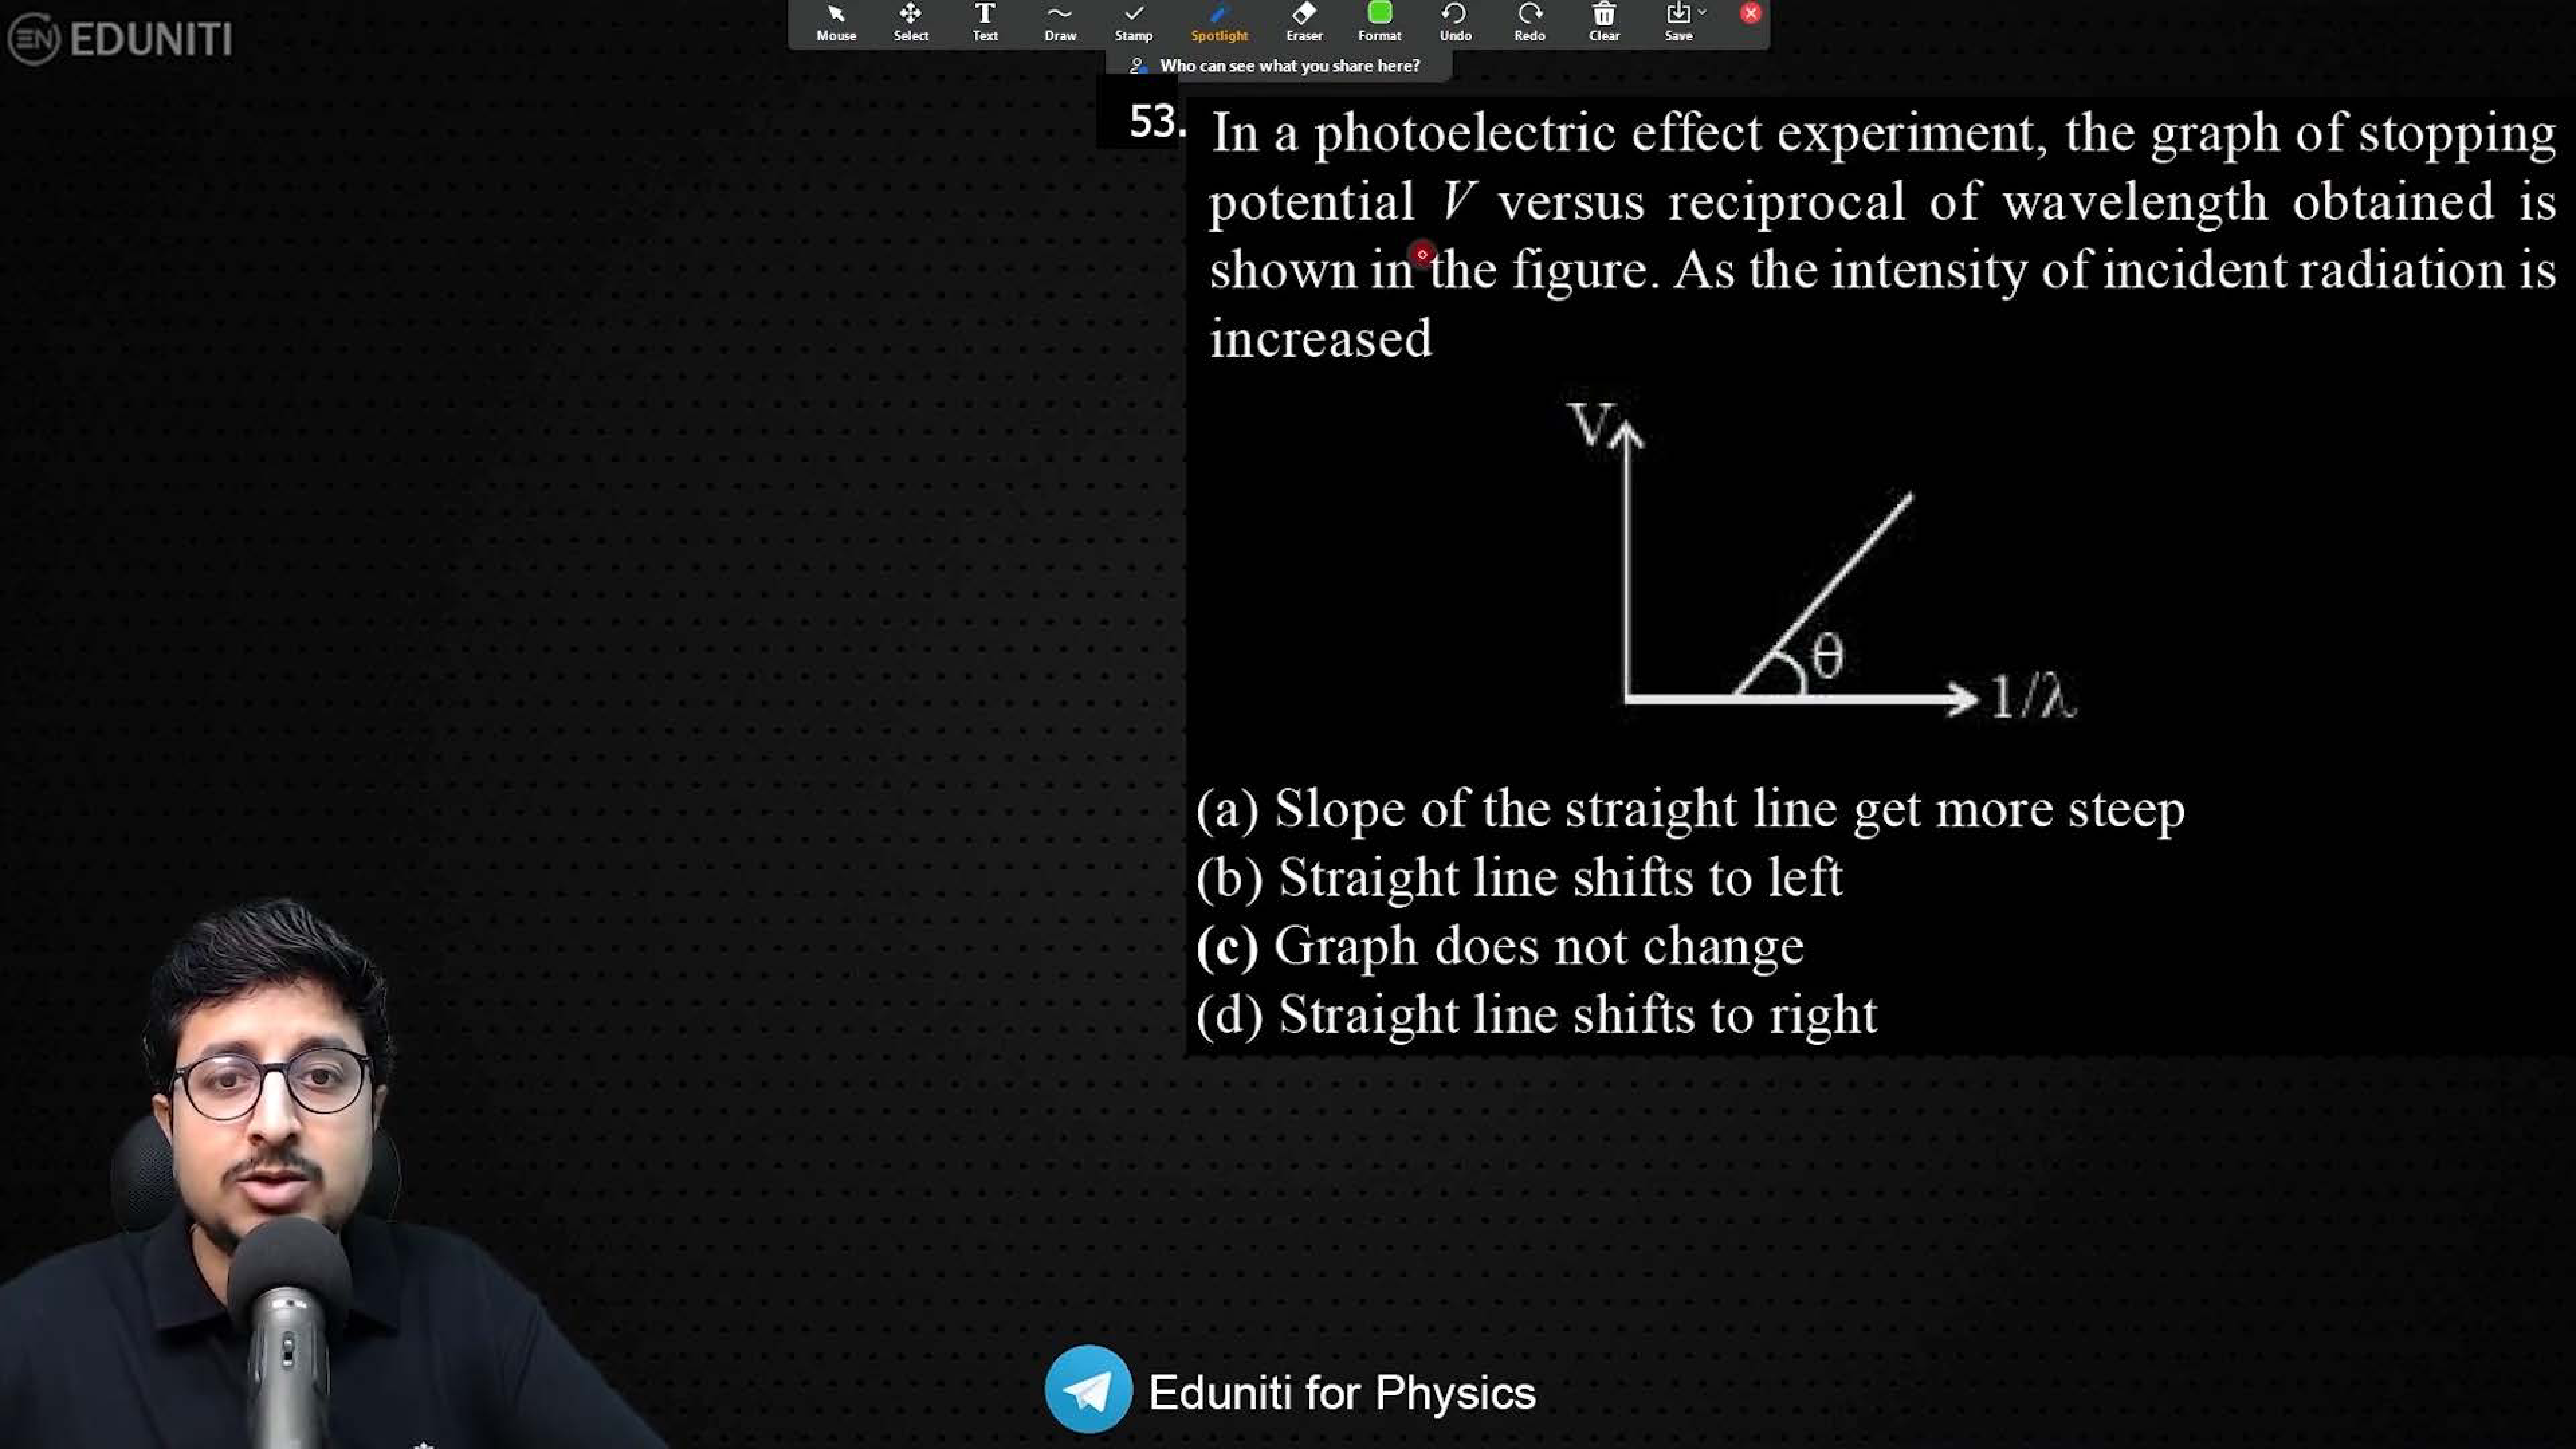 EN EDUNITI
Mouse Select Text Draw Stamp Spotlight Eraser Format Undo Redo Clear Save
Who can see what you share here?
53. In a photoelectric effect experiment, the graph of stopping
potential V versus reciprocal of wavelength obtained is
shown in the figure. As the intensity of incident radiation is
increased
V
θ
1/λ
(a) Slope of the straight line get more steep
(b) Straight line shifts to left
(c) Graph does not change
(d) Straight line shifts to right
Eduniti for Physics